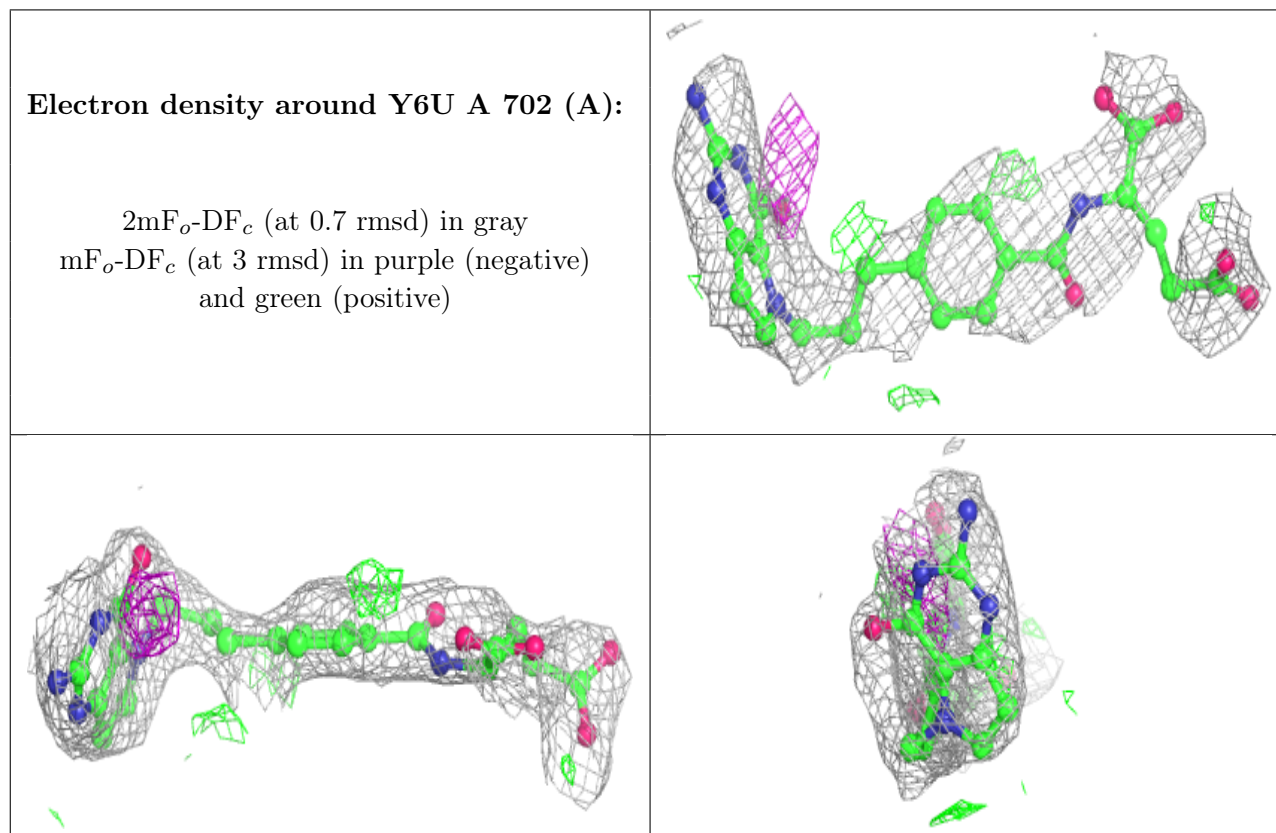 Electron density around Y6U A 702 (A):
2mFo-DFc (at 0.7 rmsd) in gray
mFo-DFc (at 3 rmsd) in purple (negative)
and green (positive)